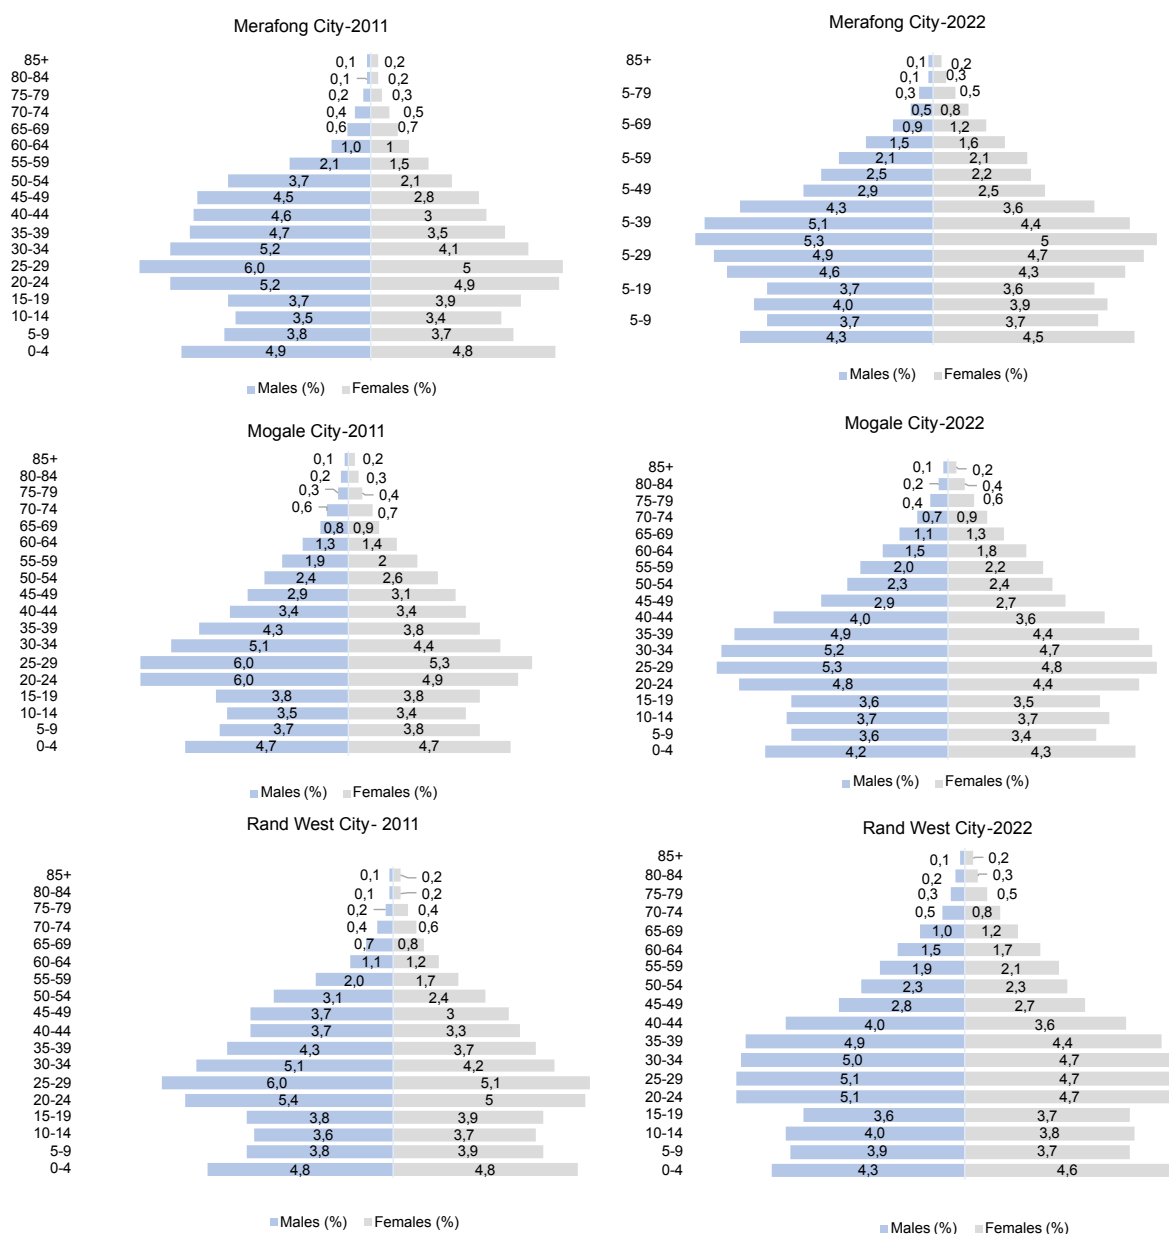 Merafong City-2011
85+ 0,1 0,2
80-84 0,1 0,2
75-79 0,2 0,3
70-74 0,4 0,5
65-69 0,6 0,7
60-64 1,0 1
55-59 2,1 1,5
50-54 3,7 2,1
45-49 4,5 2,8
40-44 4,6 3
35-39 4,7 3,5
30-34 5,2 4,1
25-29 6,0 5
20-24 5,2 4,9
15-19 3,7 3,9
10-14 3,5 3,4
5-9 3,8 3,7
0-4 4,9 4,8
Males (%) Females (%)
Merafong City-2022
85+ 0,1 0,2
0,1 0,3
5-79 0,3 0,5
0,5 0,8
5-69 0,9 1,2
1,5 1,6
5-59 2,1 2,1
2,5 2,2
5-49 2,9 2,5
4,3 3,6
5-39 5,1 4,4
5,3 5
5-29 4,9 4,7
4,6 4,3
5-19 3,7 3,6
4,0 3,9
5-9 3,7 3,7
4,3 4,5
Males (%) Females (%)
Mogale City-2011
85+ 0,1 0,2
80-84 0,2 0,3
75-79 0,3 0,4
70-74 0,6 0,7
65-69 0,8 0,9
60-64 1,3 1,4
55-59 1,9 2
50-54 2,4 2,6
45-49 2,9 3,1
40-44 3,4 3,4
35-39 4,3 3,8
30-34 5,1 4,4
25-29 6,0 5,3
20-24 6,0 4,9
15-19 3,8 3,8
10-14 3,5 3,4
5-9 3,7 3,8
0-4 4,7 4,7
Males (%) Females (%)
Mogale City-2022
85+ 0,1 0,2
80-84 0,2 0,4
75-79 0,4 0,6
70-74 0,7 0,9
65-69 1,1 1,3
60-64 1,5 1,8
55-59 2,0 2,2
50-54 2,3 2,4
45-49 2,9 2,7
40-44 4,0 3,6
35-39 4,9 4,4
30-34 5,2 4,7
25-29 5,3 4,8
20-24 4,8 4,4
15-19 3,6 3,5
10-14 3,7 3,7
5-9 3,6 3,4
0-4 4,2 4,3
Males (%) Females (%)
Rand West City- 2011
85+ 0,1 0,2
80-84 0,1 0,2
75-79 0,2 0,4
70-74 0,4 0,6
65-69 0,7 0,8
60-64 1,1 1,2
55-59 2,0 1,7
50-54 3,1 2,4
45-49 3,7 3
40-44 3,7 3,3
35-39 4,3 3,7
30-34 5,1 4,2
25-29 6,0 5,1
20-24 5,4 5
15-19 3,8 3,9
10-14 3,6 3,7
5-9 3,8 3,9
0-4 4,8 4,8
Males (%) Females (%)
Rand West City-2022
85+ 0,1 0,2
80-84 0,2 0,3
75-79 0,3 0,5
70-74 0,5 0,8
65-69 1,0 1,2
60-64 1,5 1,7
55-59 1,9 2,1
50-54 2,3 2,3
45-49 2,8 2,7
40-44 4,0 3,6
35-39 4,9 4,4
30-34 5,0 4,7
25-29 5,1 4,7
20-24 5,1 4,7
15-19 3,6 3,7
10-14 4,0 3,8
5-9 3,9 3,7
0-4 4,3 4,6
Males (%) Females (%)